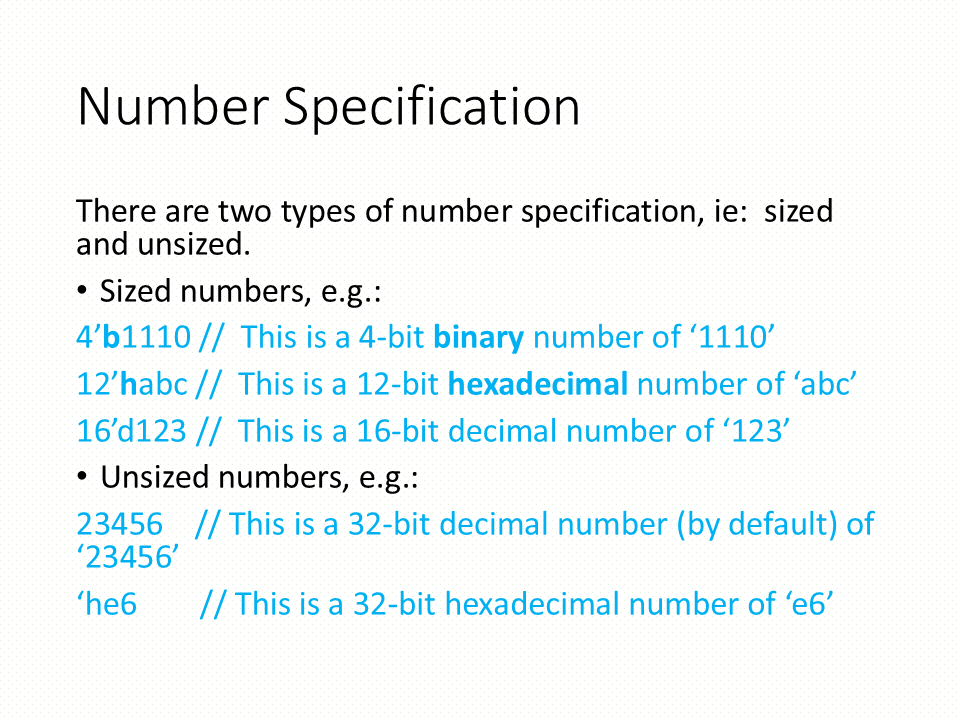 Number Specification
There are two types of number specification, ie:  sized
and unsized.
• Sized numbers, e.g.:
4’b1110 //  This is a 4-bit binary number of ‘1110’
12’habc //  This is a 12-bit hexadecimal number of ‘abc’
16’d123 //  This is a 16-bit decimal number of ‘123’
• Unsized numbers, e.g.:
23456    // This is a 32-bit decimal number (by default) of
‘23456’
‘he6        // This is a 32-bit hexadecimal number of ‘e6’